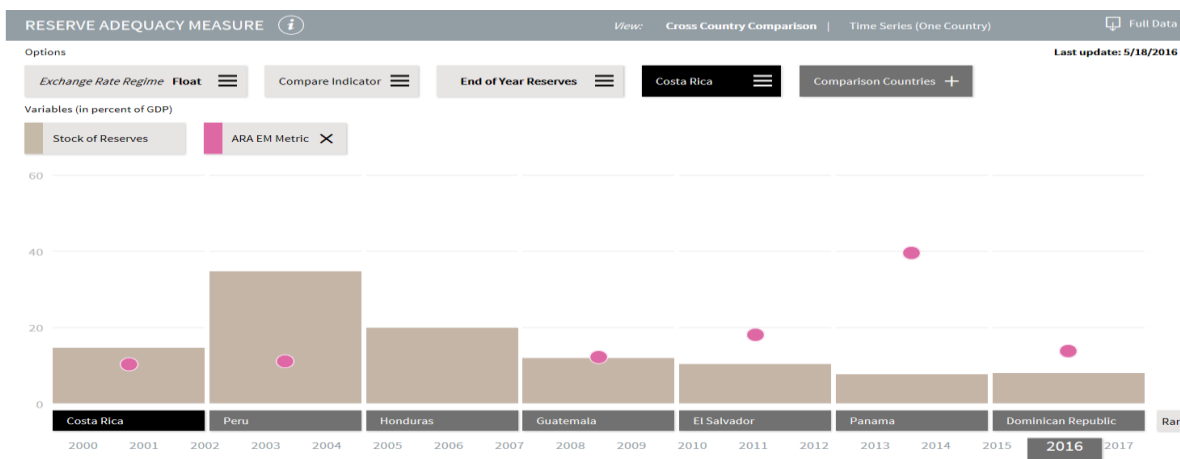 RESERVE ADEQUACY MEASURE i View: Cross Country Comparison | Time Series (One Country) Full Data
Options Last update: 5/18/2016
Exchange Rate Regime Float Compare Indicator End of Year Reserves Costa Rica Comparison Countries +
Variables (in percent of GDP)
Stock of Reserves ARA EM Metric X
60
40
20
0
Costa Rica Peru Honduras Guatemala El Salvador Panama Dominican Republic Ran
2000 2001 2002 2003 2004 2005 2006 2007 2008 2009 2010 2011 2012 2013 2014 2015 2016 2017